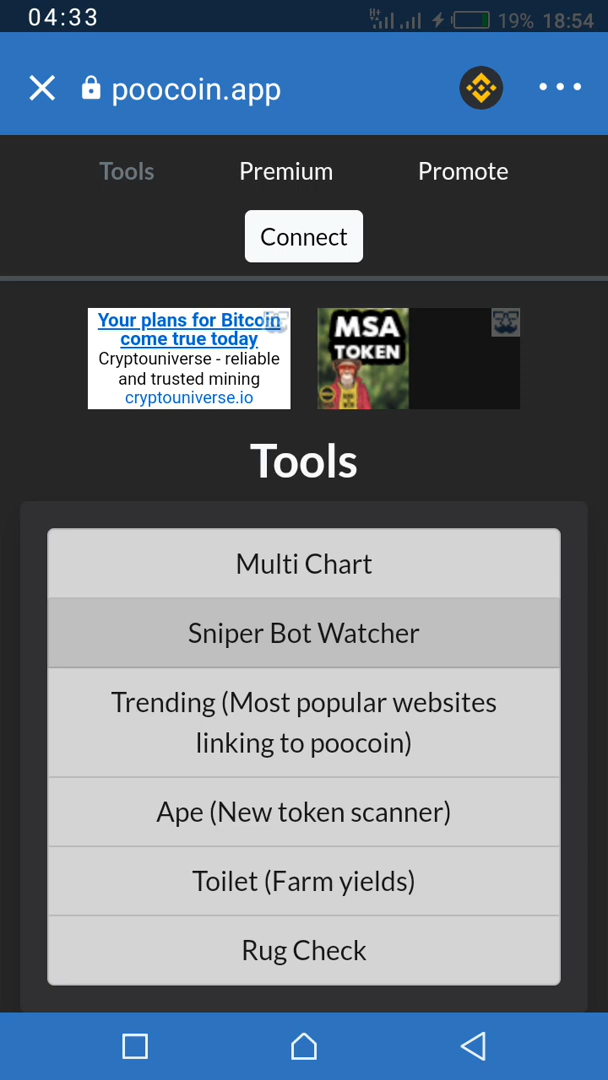 04:33
H+
19% 18:54
poocoin.app
Tools Premium Promote
Connect
Your plans for Bitcoin
come true today
Cryptouniverse - reliable
and trusted mining
cryptouniverse.io
MSA
TOKEN
Tools
Multi Chart
Sniper Bot Watcher
Trending (Most popular websites
linking to poocoin)
Ape (New token scanner)
Toilet (Farm yields)
Rug Check